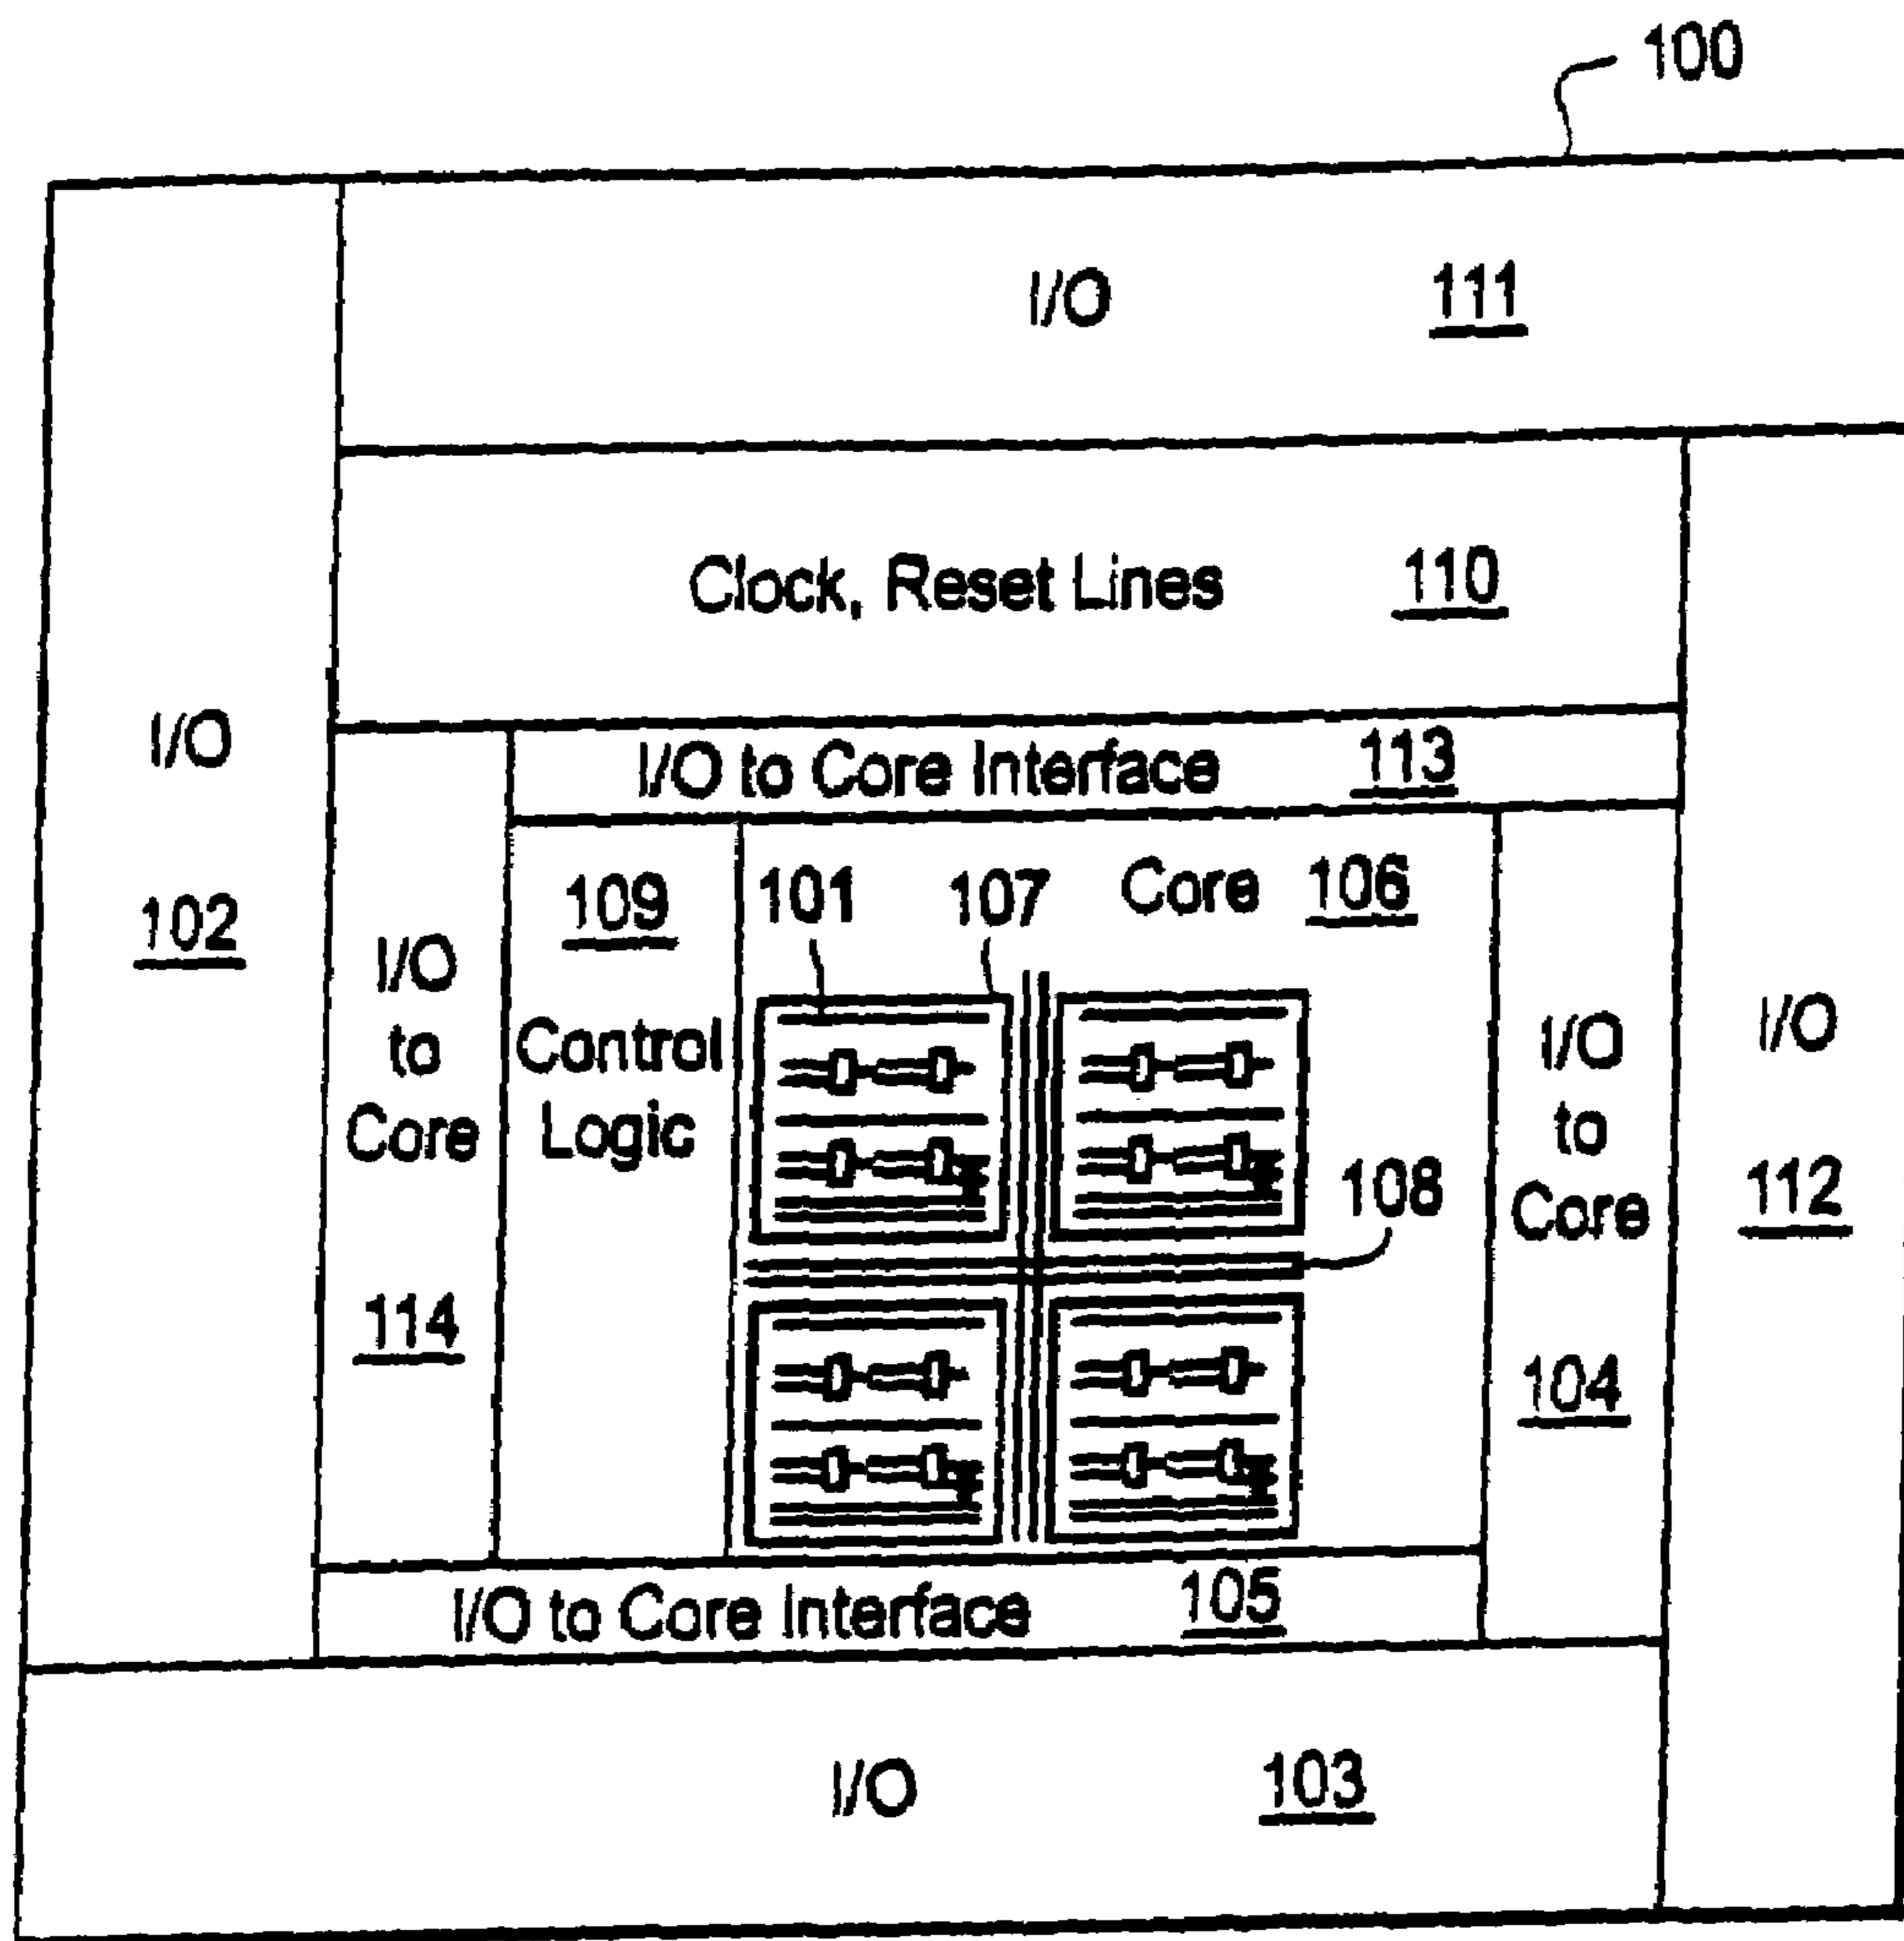 100
I/O 111
Clock, Reset Lines 110
I/O
102
I/O to Core Interface 113
I/O
to
Core
114
109
Control
Logic
101
107
Core 106
108
I/O
to
Core
104
I/O
112
I/O to Core Interface 105
I/O 103